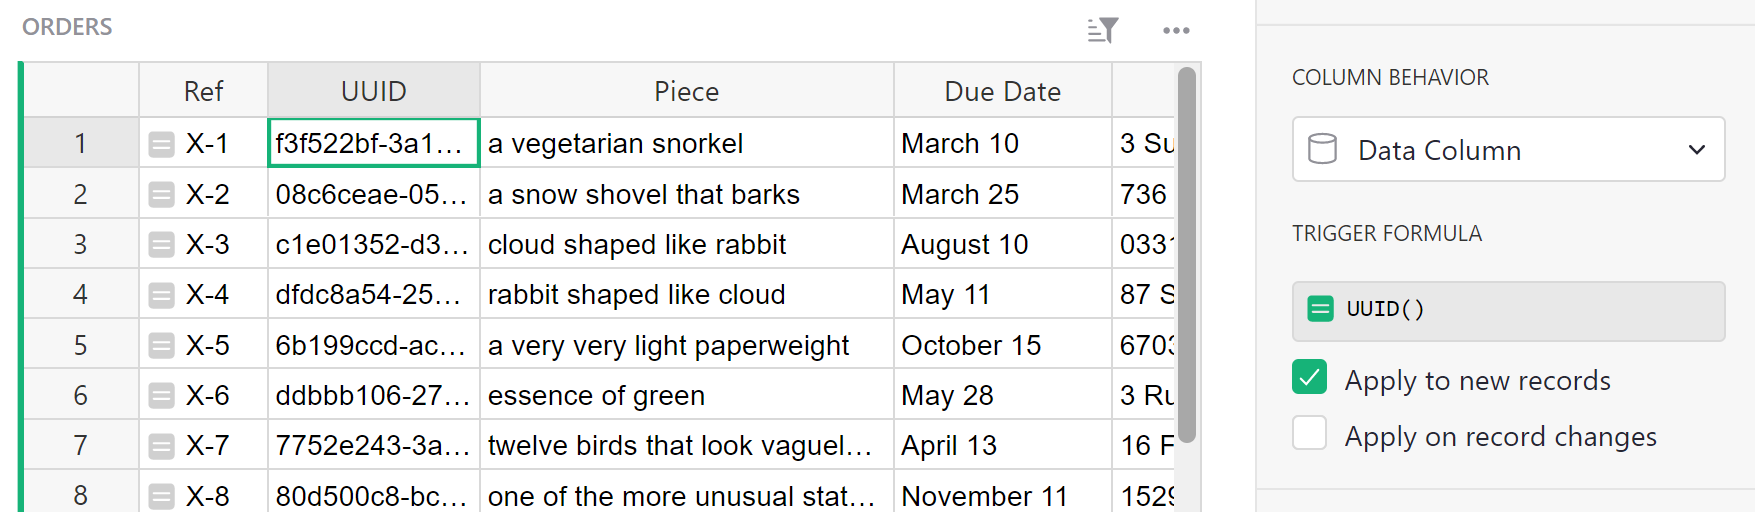 ORDERS
Ref UUID Piece Due Date
1 X-1 f3f522bf-3a1… a vegetarian snorkel March 10 3 Su
2 X-2 08c6ceae-05… a snow shovel that barks March 25 736
3 X-3 c1e01352-d3… cloud shaped like rabbit August 10 0331
4 X-4 dfdc8a54-25… rabbit shaped like cloud May 11 87 S
5 X-5 6b199ccd-ac… a very very light paperweight October 15 6703
6 X-6 ddbbb106-27… essence of green May 28 3 Ru
7 X-7 7752e243-3a… twelve birds that look vaguel… April 13 16 F
8 X-8 80d500c8-bc… one of the more unusual stat… November 11 1529
COLUMN BEHAVIOR
Data Column
TRIGGER FORMULA
UUID()
Apply to new records
Apply on record changes